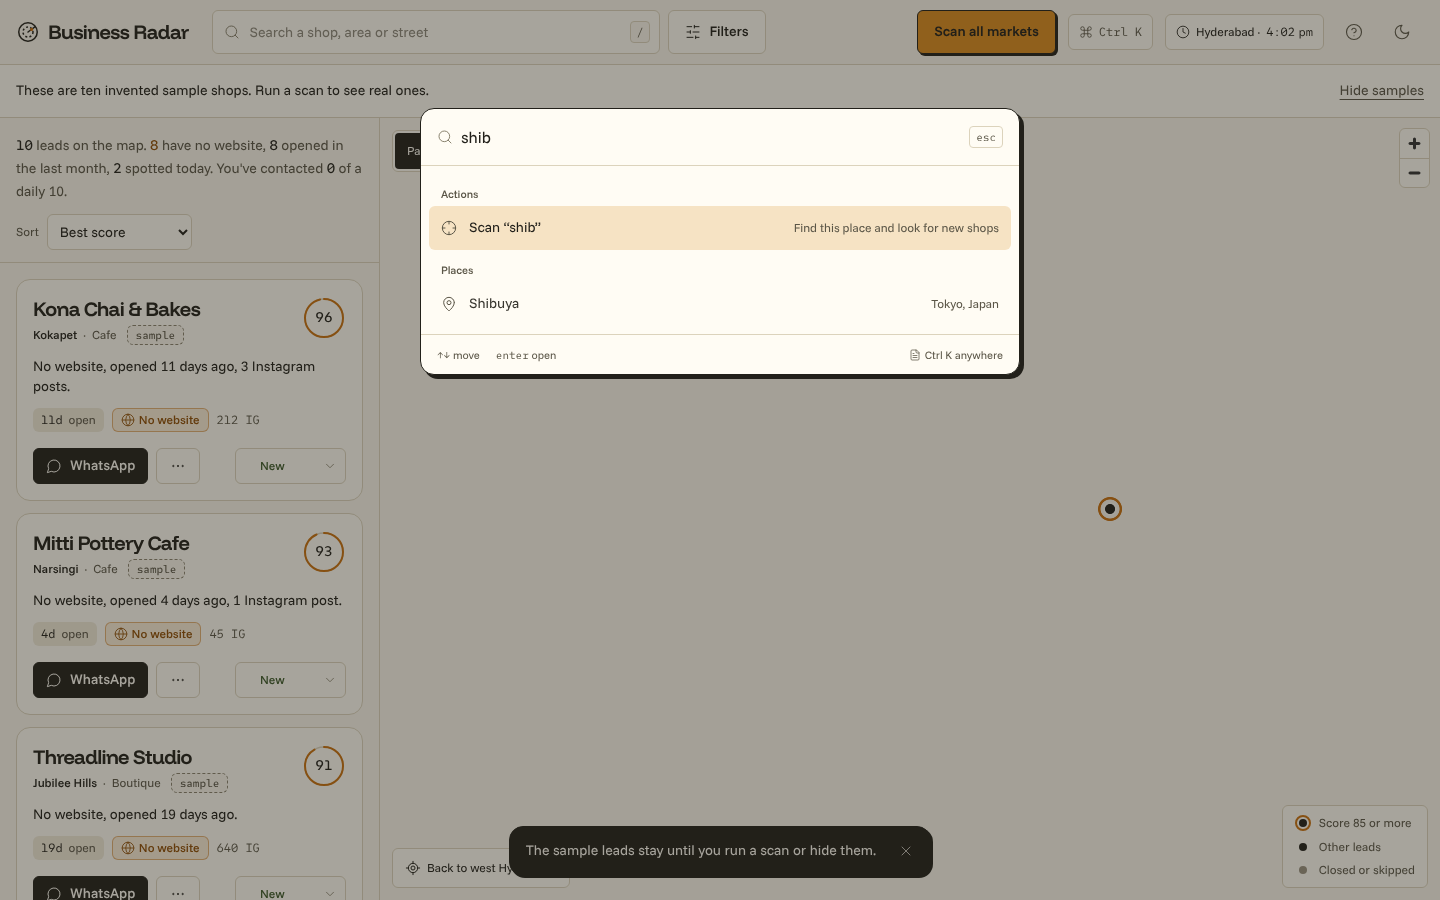 Business Radar
Search a shop, area or street
/
Filters
Scan all markets
⌘ Ctrl K
Hyderabad · 4:02 pm
These are ten invented sample shops. Run a scan to see real ones.
Hide samples
10 leads on the map. 8 have no website, 8 opened in
the last month, 2 spotted today. You've contacted 0 of a
daily 10.
Sort
Best score
Kona Chai & Bakes
96
Kokapet · Cafe
sample
No website, opened 11 days ago, 3 Instagram
posts.
11d open
No website
212 IG
WhatsApp
...
New
Mitti Pottery Cafe
93
Narsingi · Cafe
sample
No website, opened 4 days ago, 1 Instagram post.
4d open
No website
45 IG
WhatsApp
...
New
Threadline Studio
91
Jubilee Hills · Boutique
sample
No website, opened 19 days ago.
19d open
No website
640 IG
WhatsApp
New
shib
esc
Actions
Scan “shib”
Find this place and look for new shops
Places
Shibuya
Tokyo, Japan
↑↓ move
enter open
Ctrl K anywhere
+
−
Back to west Hy
The sample leads stay until you run a scan or hide them.
Score 85 or more
Other leads
Closed or skipped